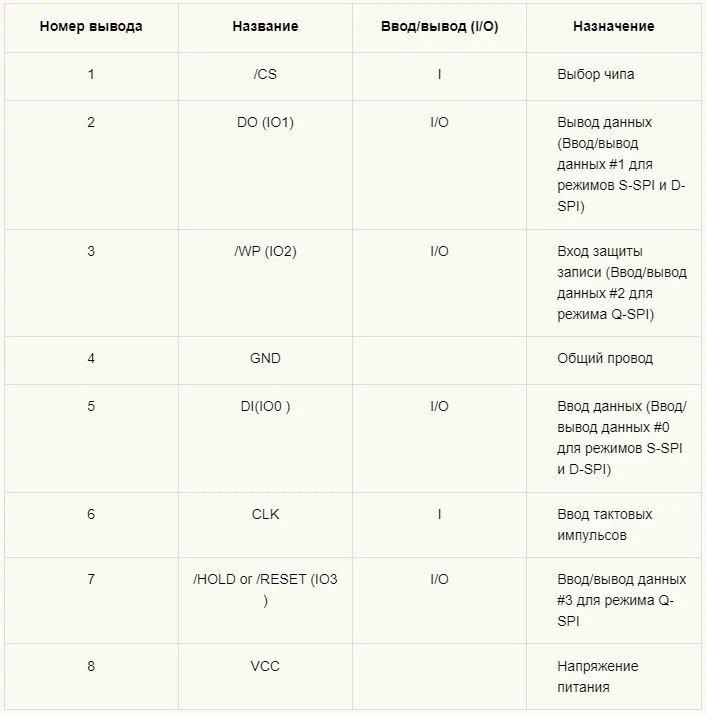 Номер вывода Название Ввод/вывод (I/O) Назначение
1 /CS I Выбор чипа
2 DO (IO1) I/O Вывод данных
(Ввод/вывод
данных #1 для
режимов S-SPI и D-
SPI)
3 /WP (IO2) I/O Вход защиты
записи (Ввод/вывод
данных #2 для
режима Q-SPI)
4 GND Общий провод
5 DI(IO0 ) I/O Ввод данных (Ввод/
вывод данных #0
для режимов S-SPI
и D-SPI)
6 CLK I Ввод тактовых
импульсов
7 /HOLD or /RESET (IO3 I/O Ввод/вывод данных
) #3 для режима Q-
SPI
8 VCC Напряжение
питания